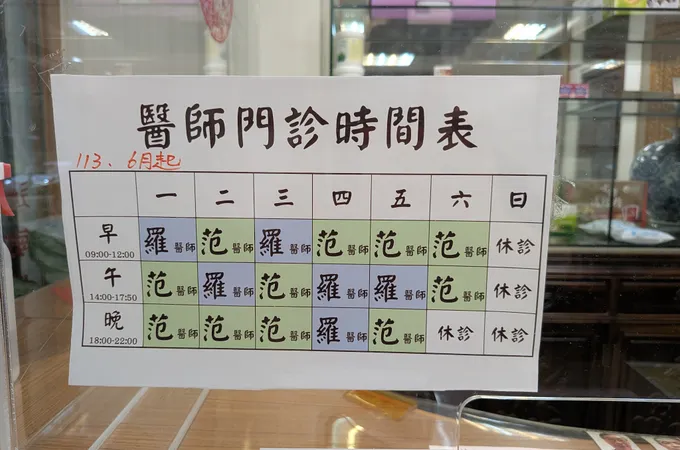 醫師門診時間表
113、6月起
一 二 三 四 五 六 日
早 羅醫師 范醫師 羅醫師 范醫師 范醫師 范醫師 休診
09:00-12:00
午 范醫師 羅醫師 范醫師 羅醫師 羅醫師 范醫師 休診
14:00-17:50
晚 范醫師 范醫師 范醫師 羅醫師 范醫師 休診 休診
18:00-22:00